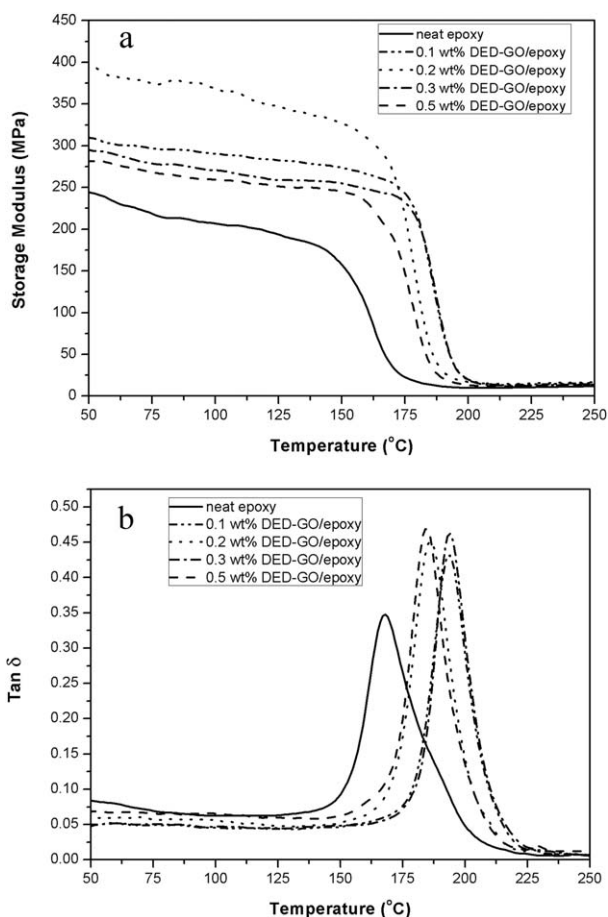 a
neat epoxy
0.1 wt% DED-GO/epoxy
0.2 wt% DED-GO/epoxy
0.3 wt% DED-GO/epoxy
0.5 wt% DED-GO/epoxy
450
400
350
300
250
200
150
100
50
0
Storage Modulus (MPa)
50 75 100 125 150 175 200 225 250
Temperature (°C)
b
neat epoxy
0.1 wt% DED-GO/epoxy
0.2 wt% DED-GO/epoxy
0.3 wt% DED-GO/epoxy
0.5 wt% DED-GO/epoxy
0.50
0.45
0.40
0.35
0.30
0.25
0.20
0.15
0.10
0.05
0.00
Tan δ
50 75 100 125 150 175 200 225 250
Temperature (°C)